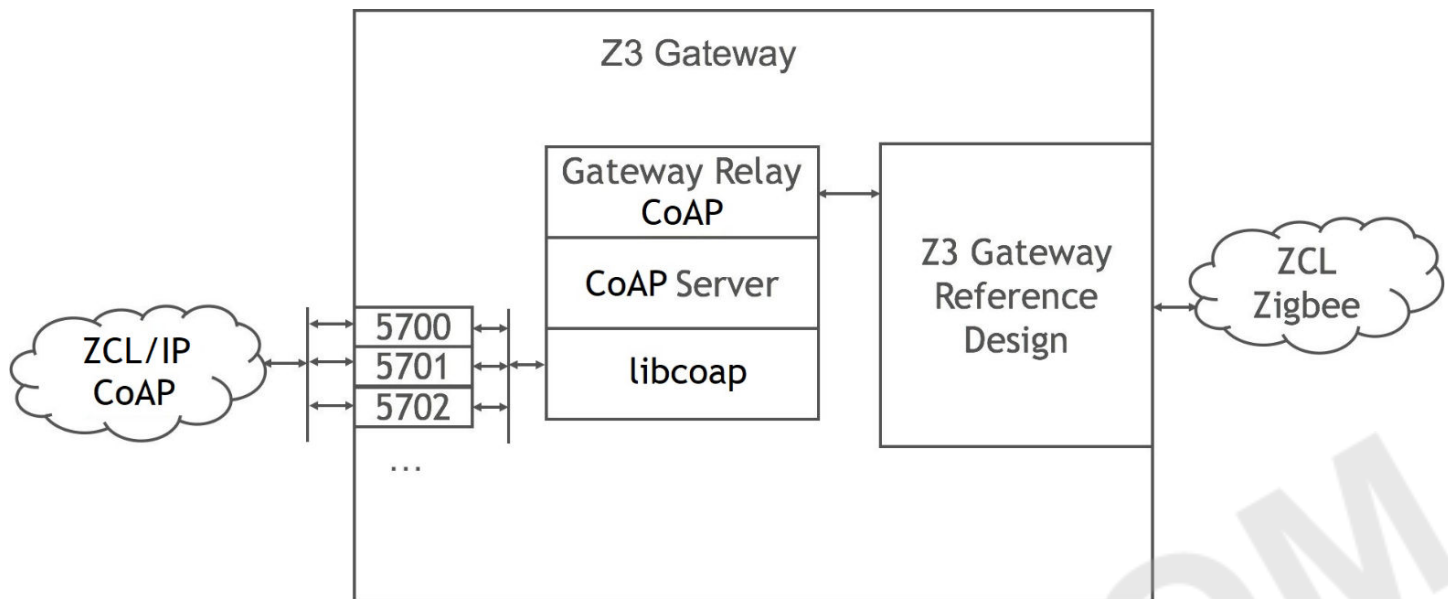 Z3 Gateway
Gateway Relay
CoAP
CoAP Server
libcoap
Z3 Gateway
Reference
Design
ZCL
Zigbee
ZCL/IP
CoAP
5700
5701
5702
...
OM